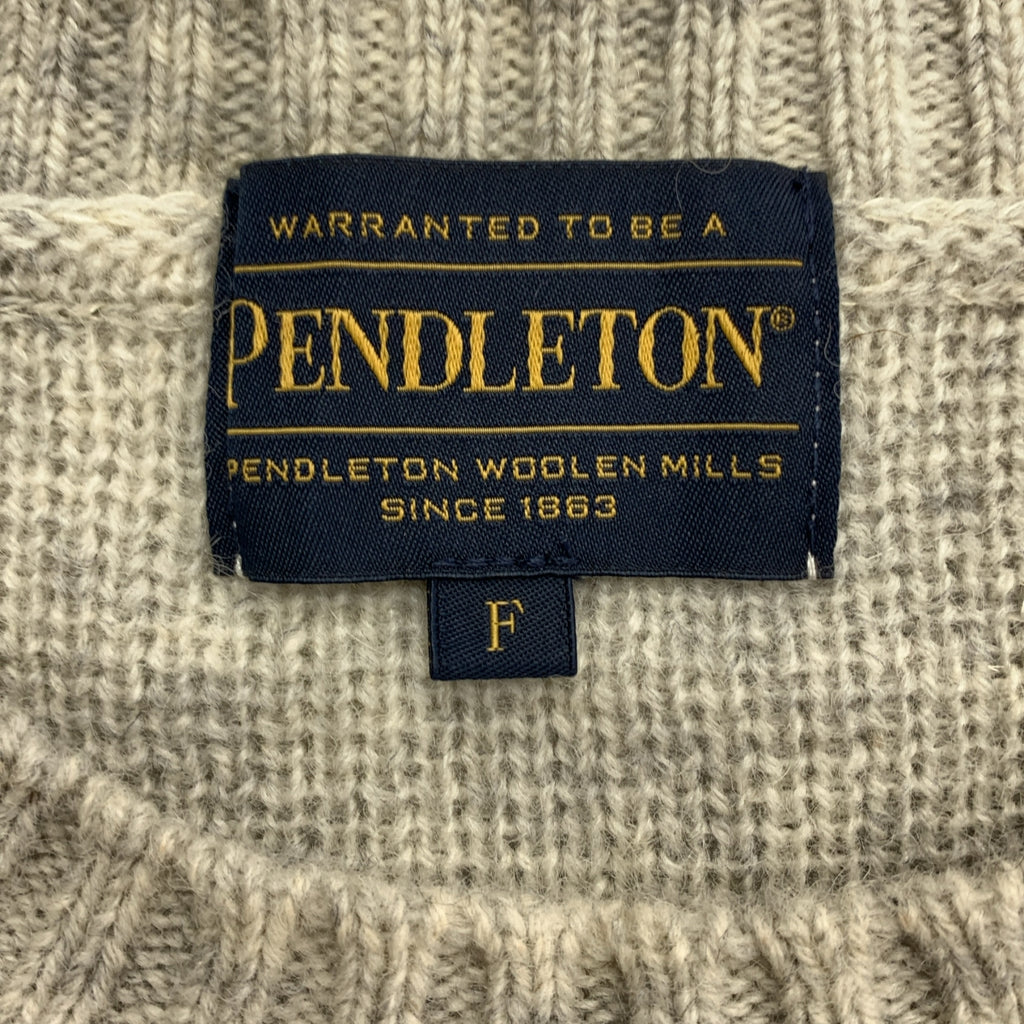 WARRANTED TO BE A
PENDLETON®
PENDLETON WOOLEN MILLS
SINCE 1863
F